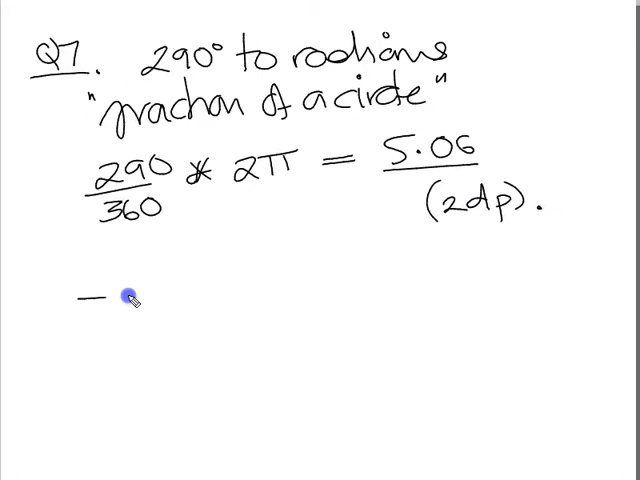 Q7. 290° to radians
"fraction of a circle"
290/360 * 2π = 5.06
(2dp).
—